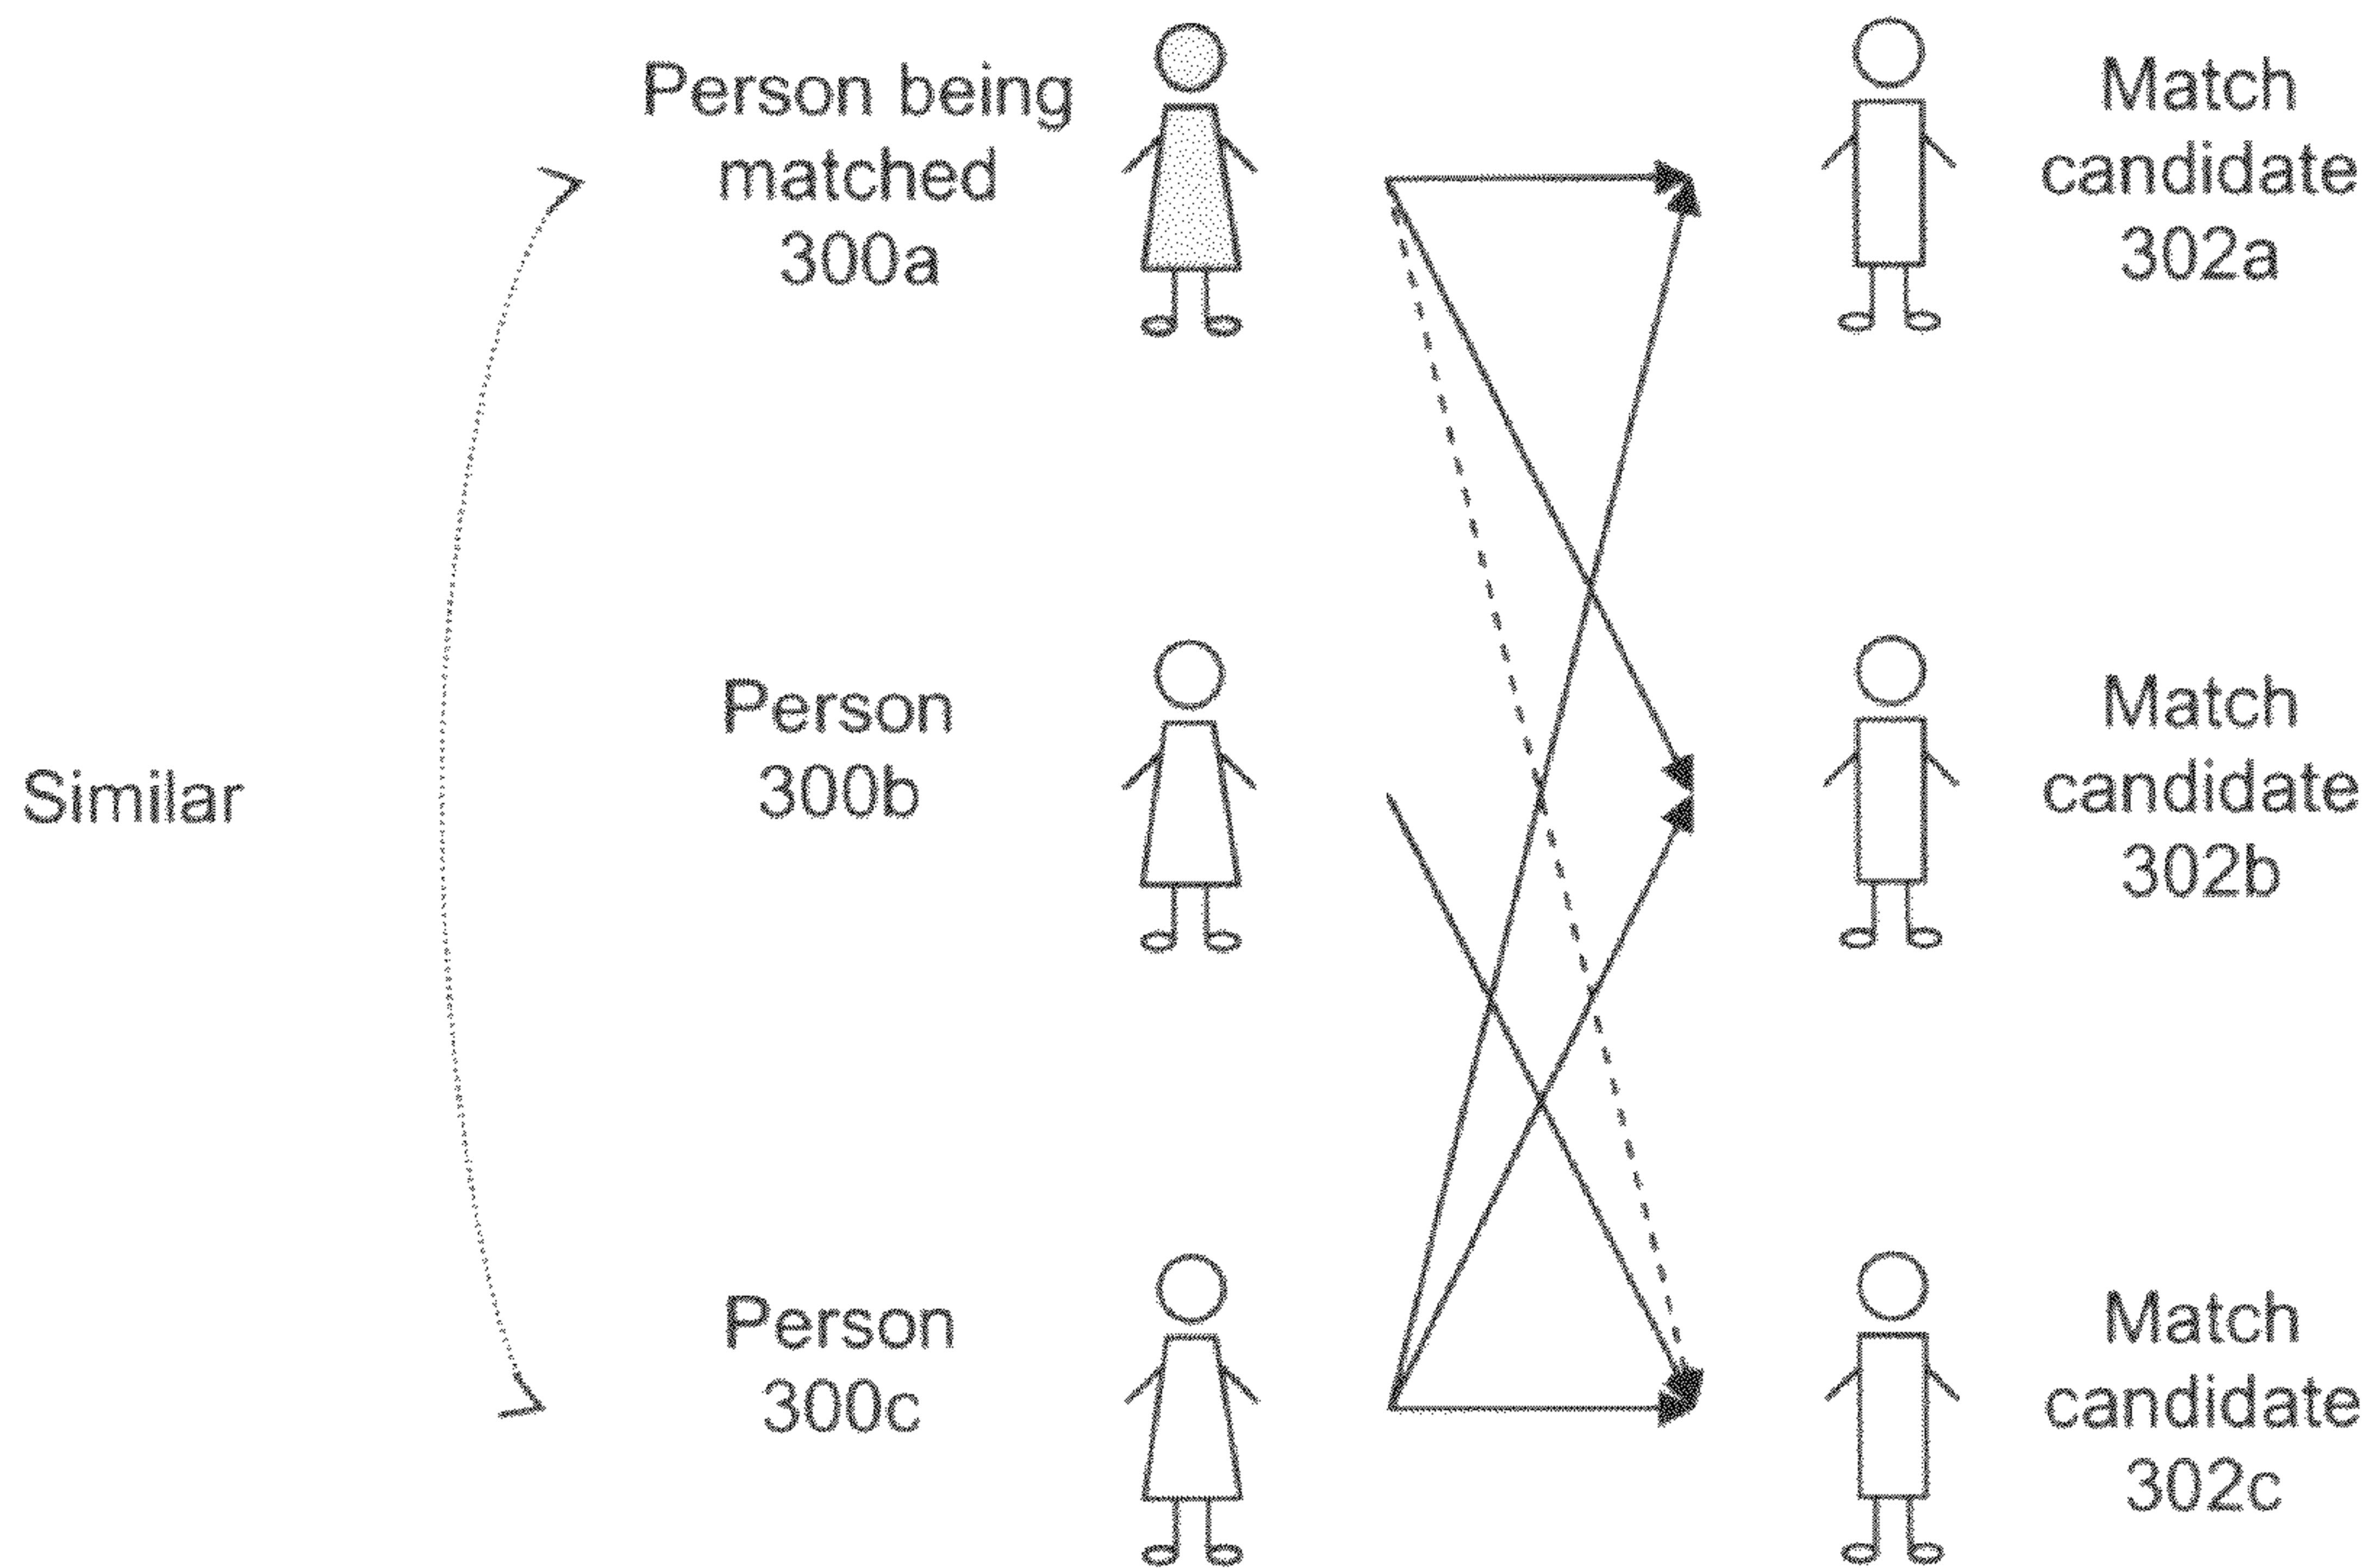 Person being
matched
300a
Match
candidate
302a
Similar
Person
300b
Match
candidate
302b
Person
300c
Match
candidate
302c